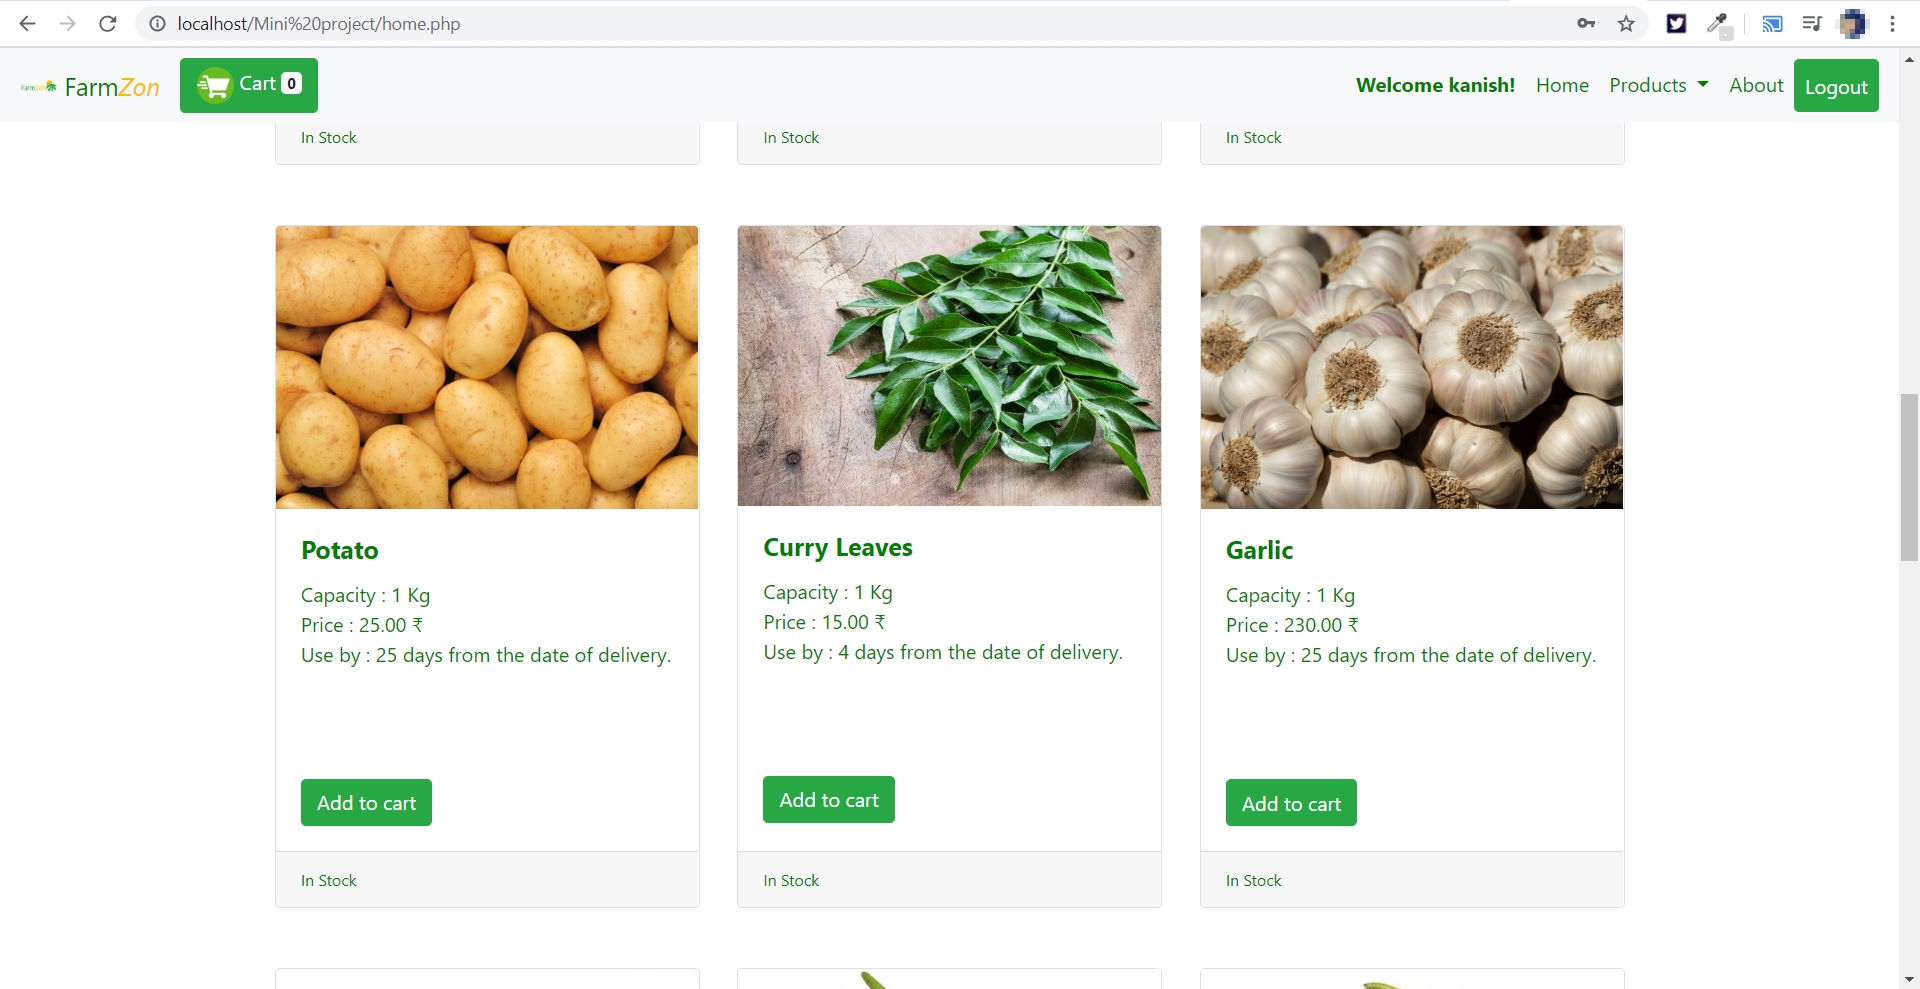 localhost/Mini%20project/home.php
FarmZon FarmZon Cart 0 Welcome kanish! Home Products About Logout
In Stock In Stock In Stock
Potato
Capacity : 1 Kg
Price : 25.00 ₹
Use by : 25 days from the date of delivery.
Add to cart
In Stock
Curry Leaves
Capacity : 1 Kg
Price : 15.00 ₹
Use by : 4 days from the date of delivery.
Add to cart
In Stock
Garlic
Capacity : 1 Kg
Price : 230.00 ₹
Use by : 25 days from the date of delivery.
Add to cart
In Stock